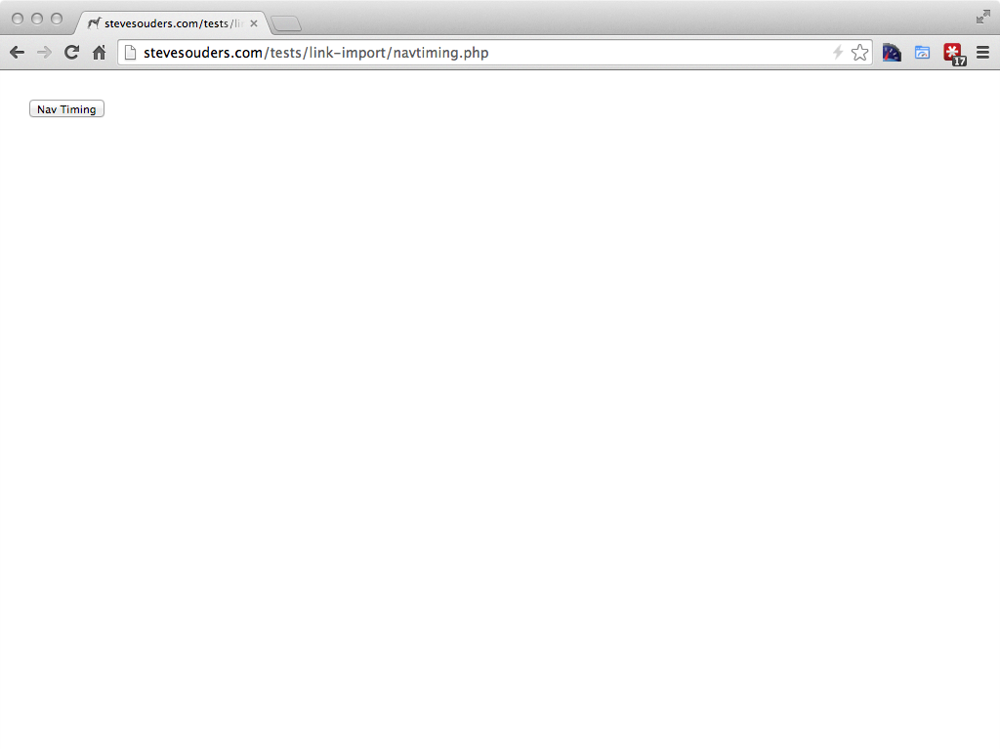 stevesouders.com/tests/li
stevesouders.com/tests/link-import/navtiming.php
17
Nav Timing